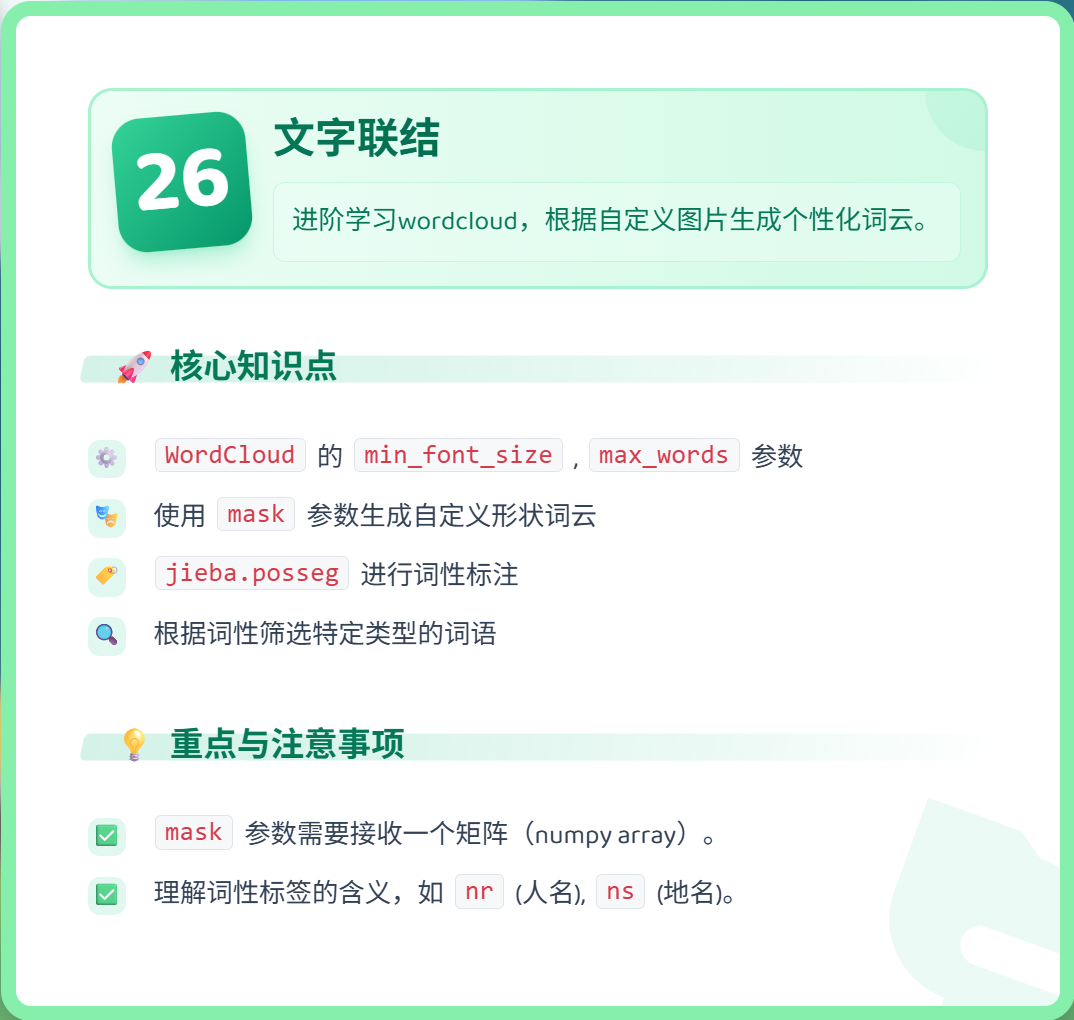 26
文字联结
进阶学习wordcloud，根据自定义图片生成个性化词云。
核心知识点
WordCloud 的 min_font_size , max_words 参数
使用 mask 参数生成自定义形状词云
jieba.posseg 进行词性标注
根据词性筛选特定类型的词语
重点与注意事项
mask 参数需要接收一个矩阵（numpy array）。
理解词性标签的含义，如 nr (人名), ns (地名)。